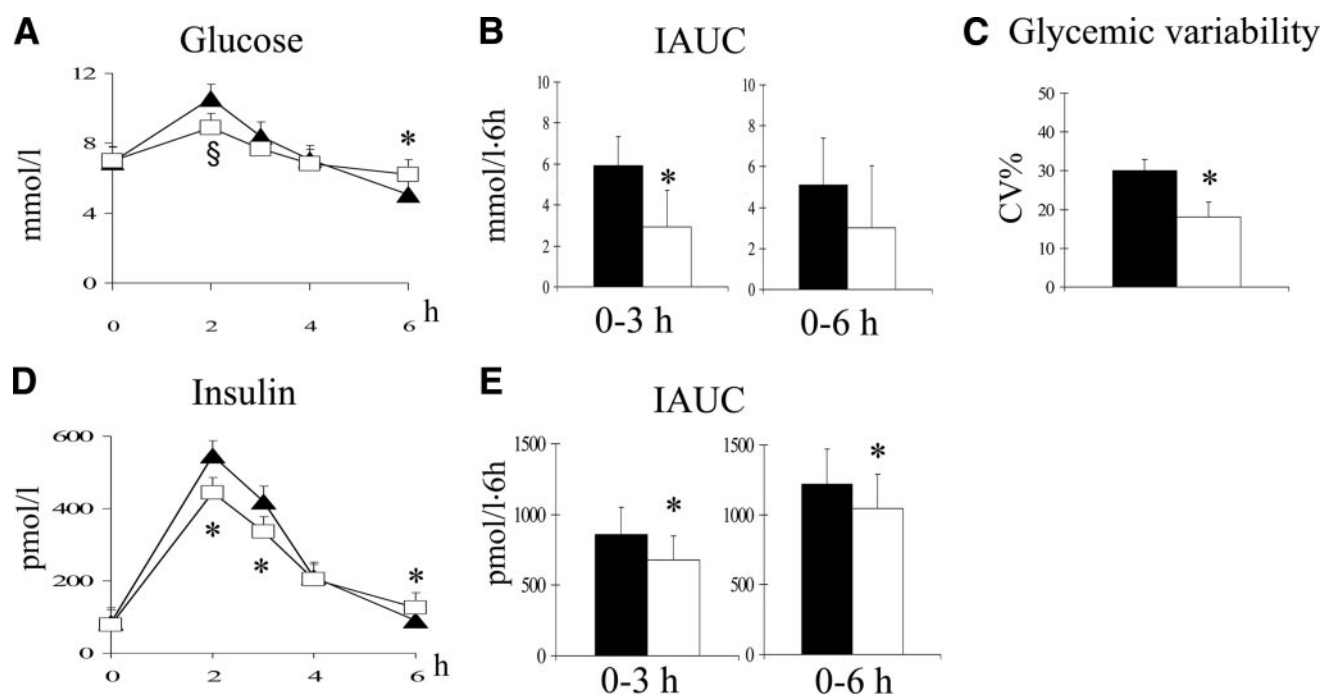 A
Glucose
mmol/l
12
8
4
0
§
*
0 2 4 6 h
B
IAUC
mmol/l·6h
10
8
6
4
2
0
*
0-3 h
10
8
6
4
2
0
0-6 h
C Glycemic variability
CV%
50
40
30
20
10
0
*
D
Insulin
pmol/l
600
400
200
0
* * *
0 2 4 6
h
E
IAUC
pmol/l·6h
1500
1000
500
0
*
0-3 h
1500
1000
500
0
*
0-6 h